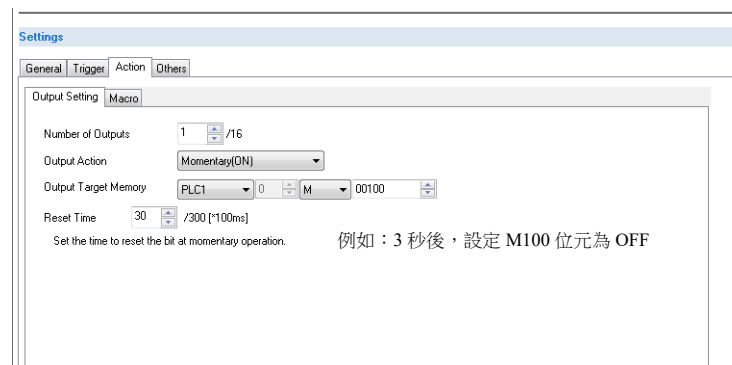 Settings
General Trigger Action Others
Output Setting Macro
Number of Outputs 1 /16
Output Action Momentary(ON)
Output Target Memory PLC1 0 M 00100
Reset Time 30 /300 [*100ms]
Set the time to reset the bit at momentary operation. 例如：3 秒後，設定 M100 位元為 OFF